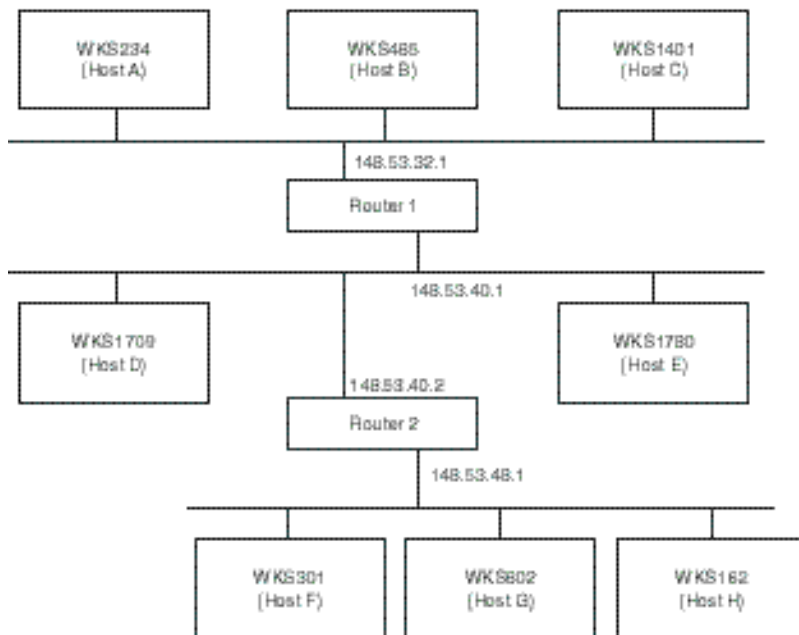 WKS234
(Host A)
WKS465
(Host B)
WKS1401
(Host C)
148.53.32.1
Router 1
148.53.40.1
WKS1709
(Host D)
WKS1780
(Host E)
148.53.40.2
Router 2
148.53.48.1
WKS301
(Host F)
WKS602
(Host G)
WKS162
(Host H)